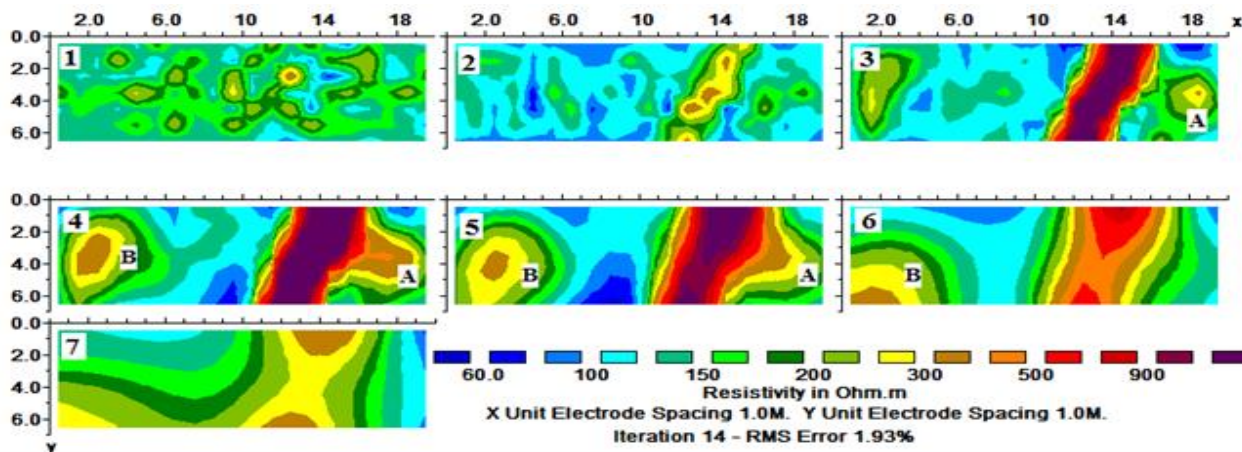 2.0 6.0 10 14 18 2.0 6.0 10 14 18 2.0 6.0 10 14 18 x
0.0 1 2 3
2.0
4.0 A
6.0
0.0 4 5 6
2.0
4.0 B A B A B
6.0
0.0 7
2.0
4.0
6.0
Y
60.0 100 150 200 300 500 900
Resistivity in Ohm.m
X Unit Electrode Spacing 1.0M. Y Unit Electrode Spacing 1.0M.
Iteration 14 - RMS Error 1.93%